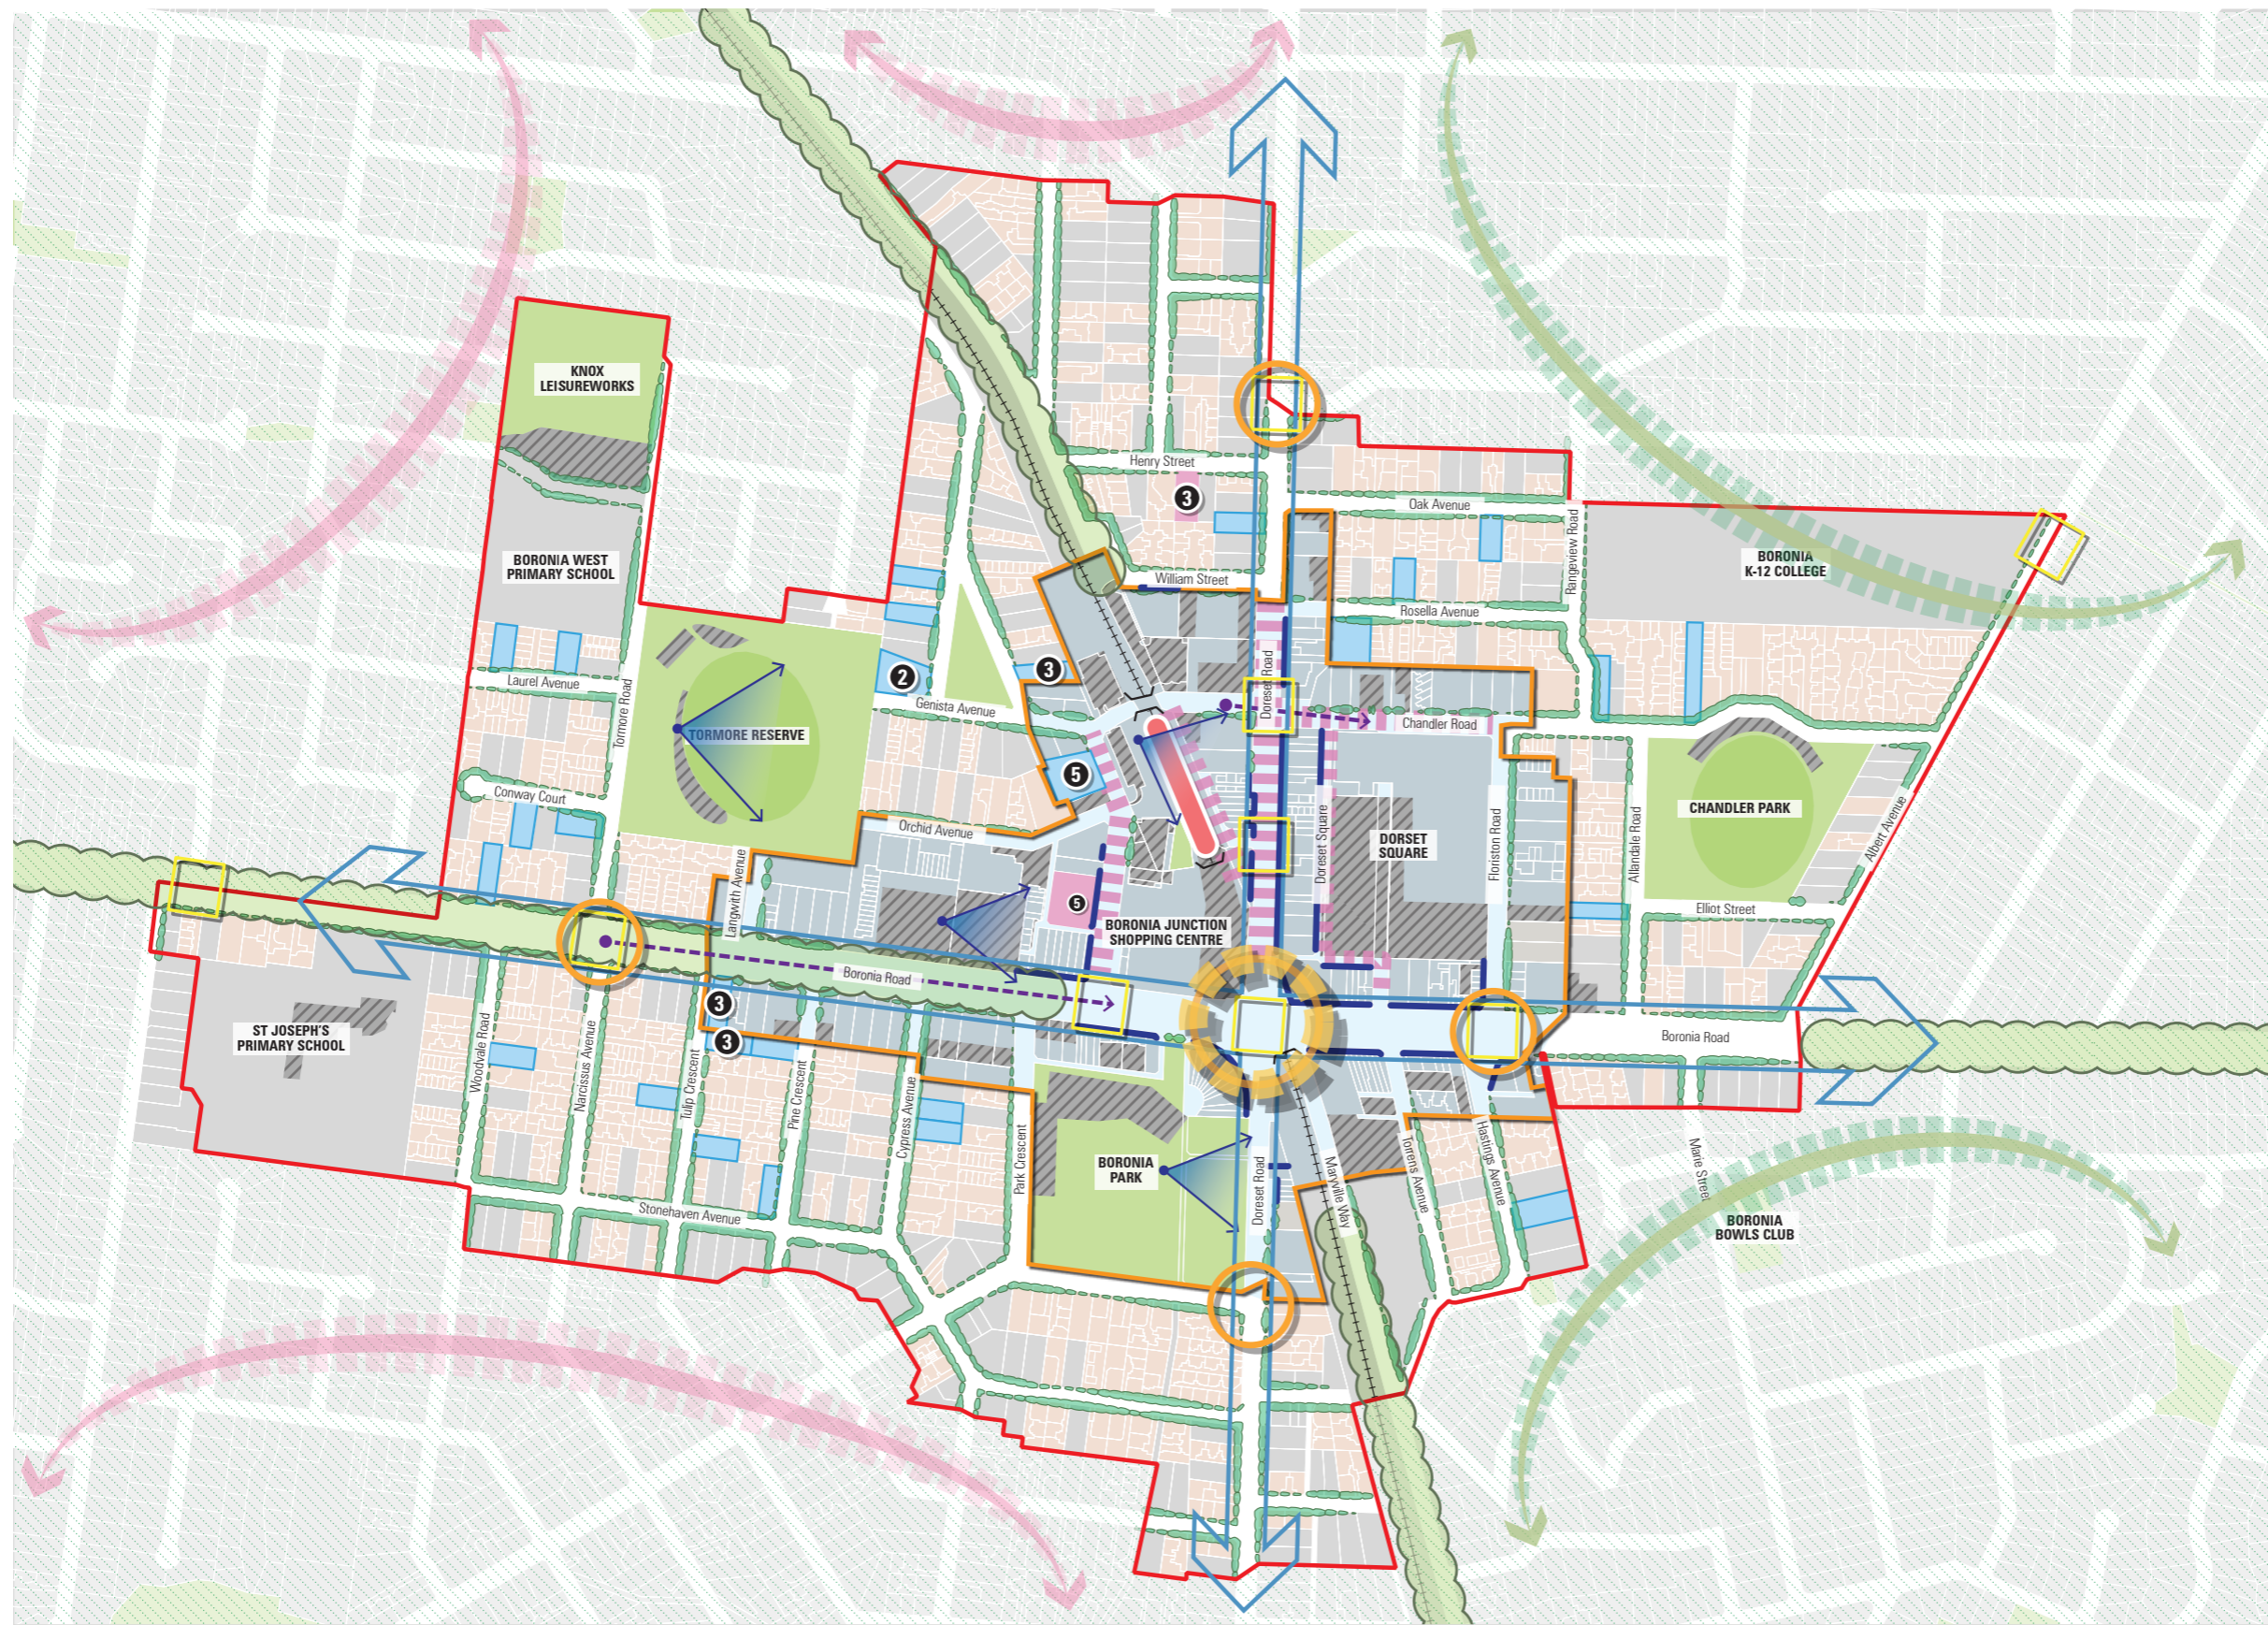 KNOX
LEISUREWORKS
Henry Street
3
Oak Avenue
Rangeview Road
BORONIA WEST
PRIMARY SCHOOL
BORONIA
K-12 COLLEGE
William Street
Rosella Avenue
Laurel Avenue
Tormore Road
2
3
Genista Avenue
Doreset Road
Chandler Road
TORMORE RESERVE
5
Conway Court
Orchid Avenue
Doreset Square
DORSET
SQUARE
Floriston Road
Allandale Road
CHANDLER PARK
Albert Avenue
Langwith Avenue
5
Elliot Street
BORONIA JUNCTION
SHOPPING CENTRE
Boronia Road
3
3
ST JOSEPH'S
PRIMARY SCHOOL
Woodvale Road
Narcissus Avenue
Tulip Crescent
Pine Crescent
Cypress Avenue
Park Crescent
Boronia Road
BORONIA
PARK
Doreset Road
Maryville Way
Torrens Avenue
Hastings Avenue
Marie Street
Stonehaven Avenue
BORONIA
BOWLS CLUB